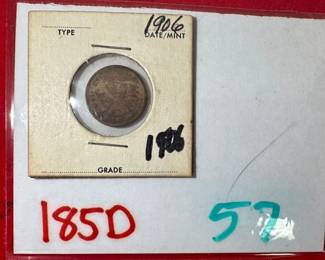 1906
TYPE DATE/MINT
1906
GRADE
185D 57